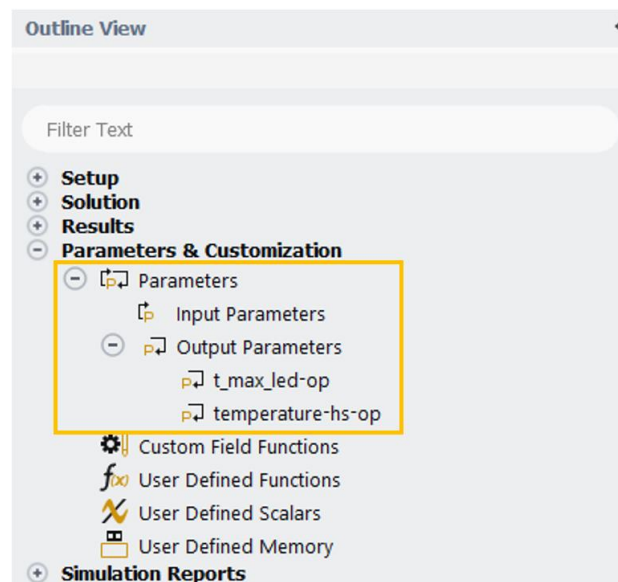 Outline View
Filter Text
Setup
Solution
Results
Parameters & Customization
Parameters
Input Parameters
Output Parameters
t_max_led-op
temperature-hs-op
Custom Field Functions
User Defined Functions
User Defined Scalars
User Defined Memory
Simulation Reports